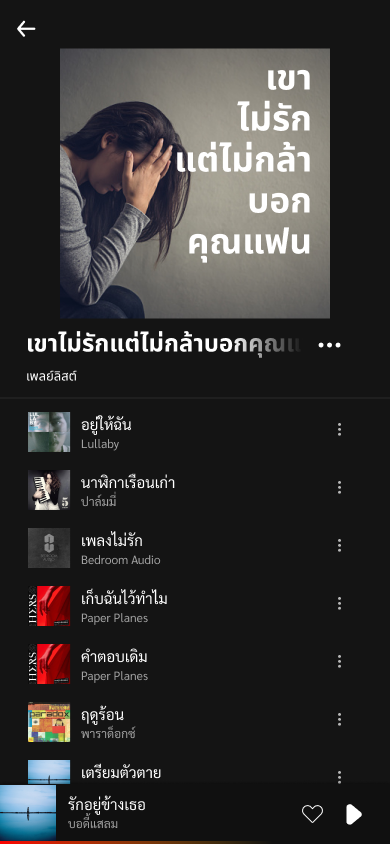 เขา
ไม่รัก
แต่ไม่กล้า
บอก
คุณแฟน
เขาไม่รักแต่ไม่กล้าบอกคุณแ
เพลย์ลิสต์
อยู่ให้ฉัน
Lullaby
นาฬิกาเรือนเก่า
ปาล์มมี่
เพลงไม่รัก
Bedroom Audio
เก็บฉันไว้ทำไม
Paper Planes
คำตอบเดิม
Paper Planes
ฤดูร้อน
พาราด็อกซ์
paradox
เตรียมตัวตาย
รักอยู่ข้างเธอ
บอดี้แสลม